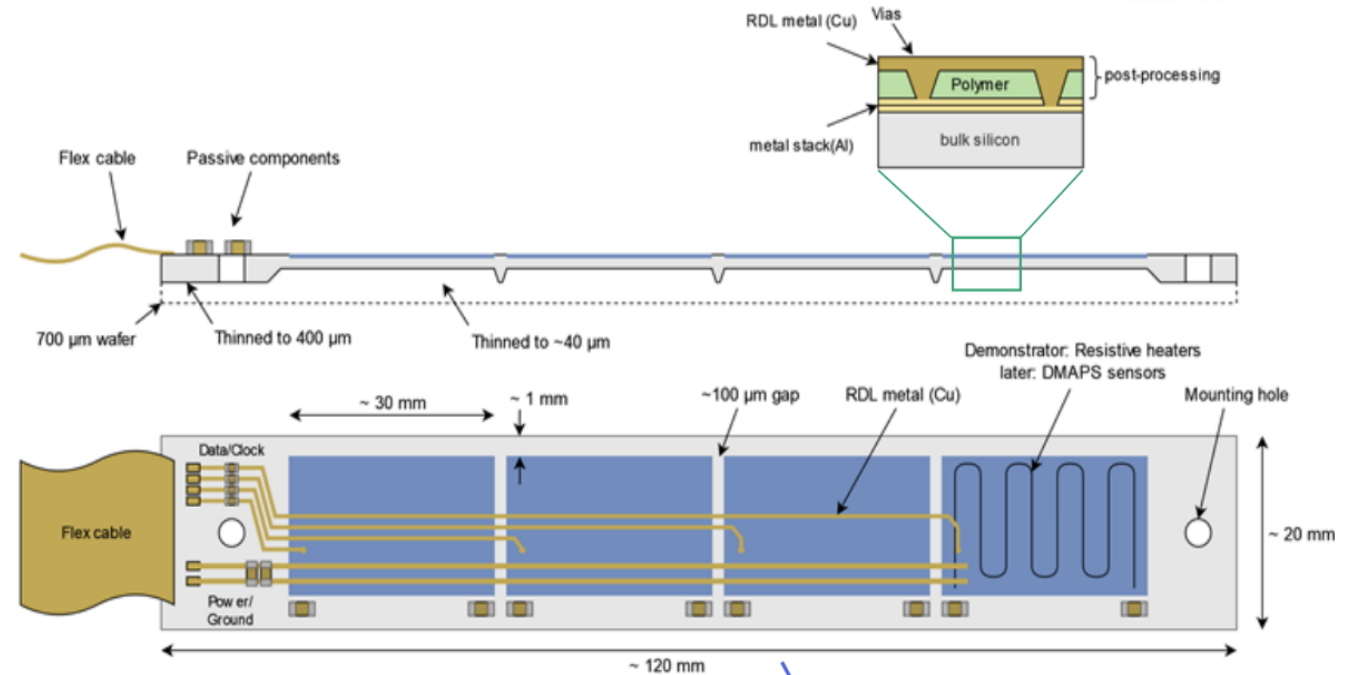 RDL metal (Cu)
Vias
Polymer
post-processing
metal stack(Al)
bulk silicon
Flex cable
Passive components
700 µm wafer
Thinned to 400 µm
Thinned to ~40 µm
Demonstrator: Resistive heaters
later: DMAPS sensors
~ 30 mm
~ 1 mm
~100 µm gap
RDL metal (Cu)
Mounting hole
Data/Clock
Flex cable
~ 20 mm
Power/
Ground
~ 120 mm